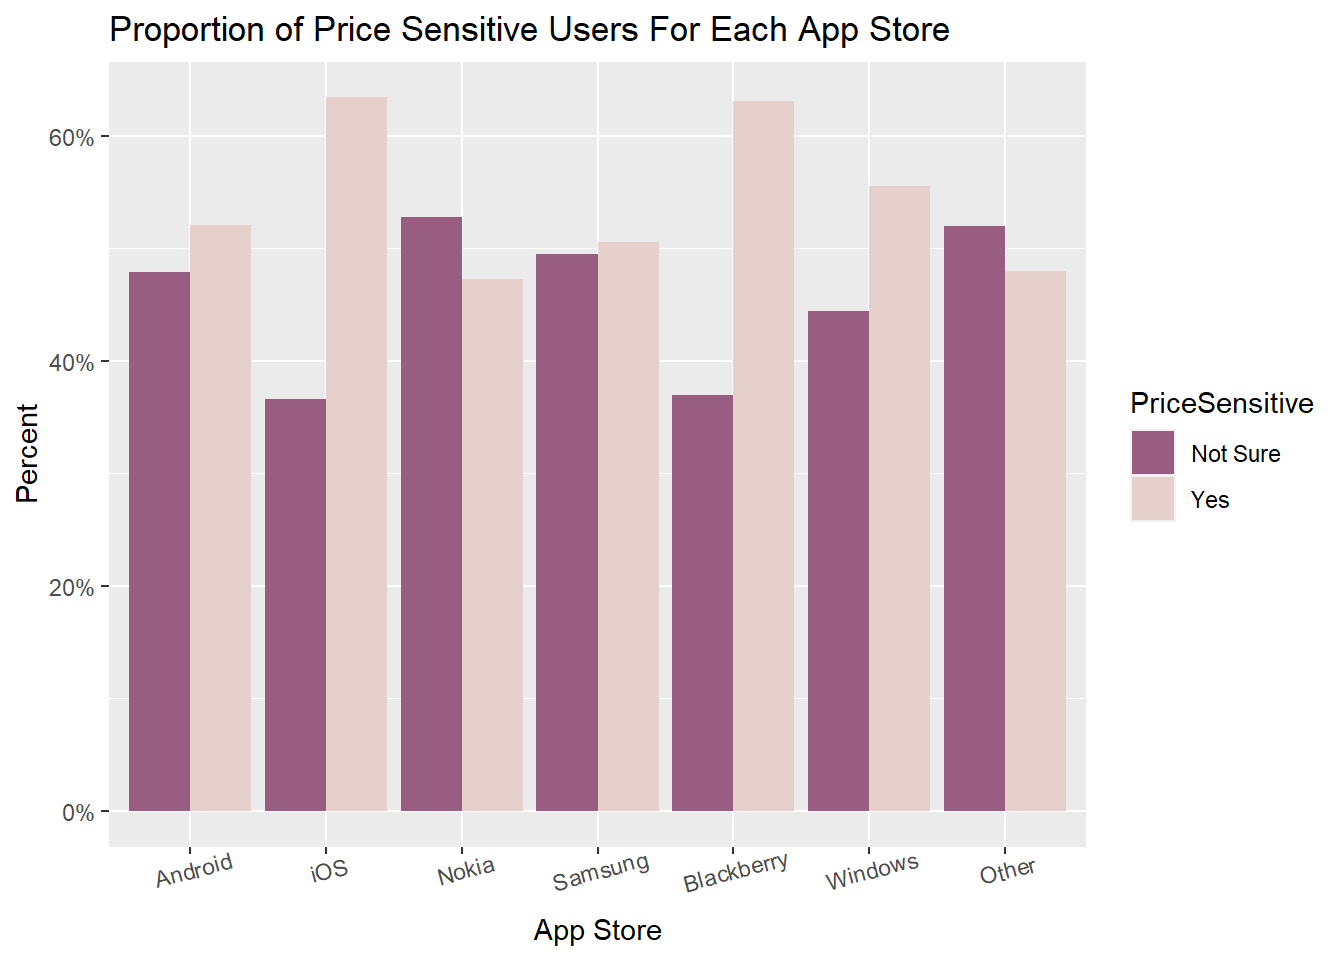 Proportion of Price Sensitive Users For Each App Store
60%
40%
20%
0%
Percent
Android
iOS
Nokia
Samsung
Blackberry
Windows
Other
App Store
PriceSensitive
Not Sure
Yes